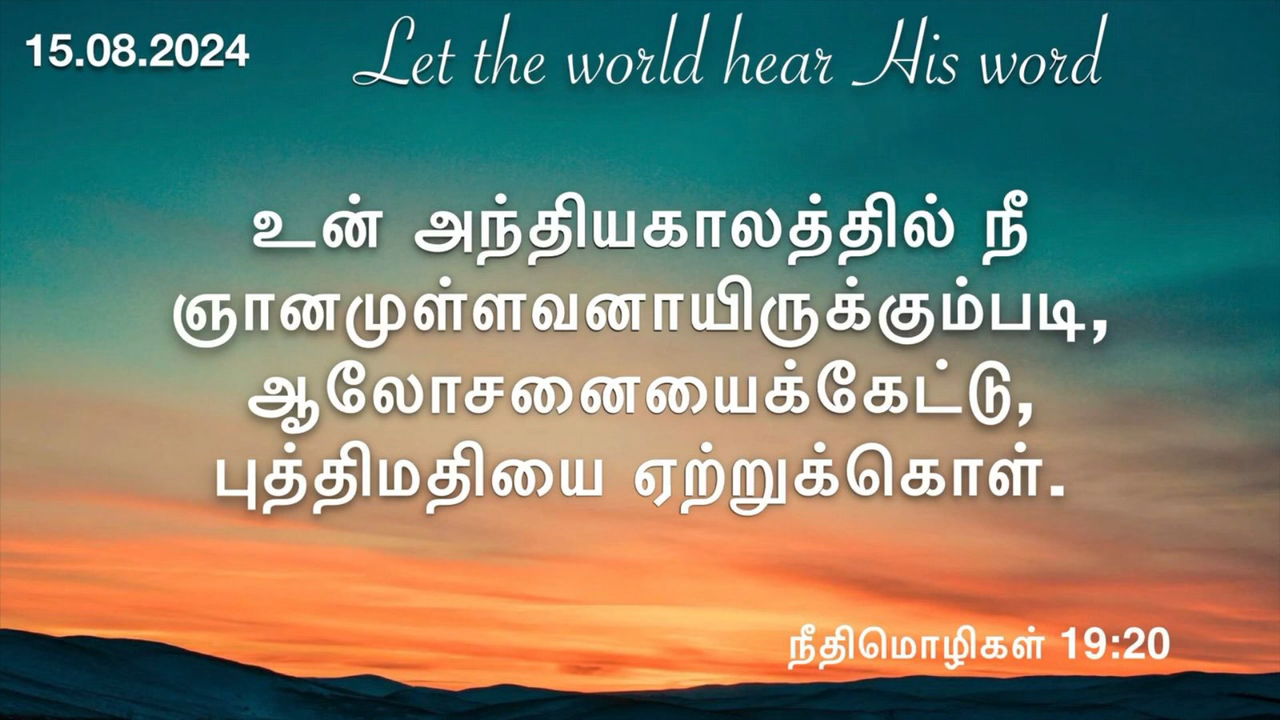 15.08.2024
Let the world hear His word
உன் அந்தியகாலத்தில் நீ
ஞானமுள்ளவனாயிருக்கும்படி,
ஆலோசனையைக்கேட்டு,
புத்திமதியை ஏற்றுக்கொள்.
நீதிமொழிகள் 19:20